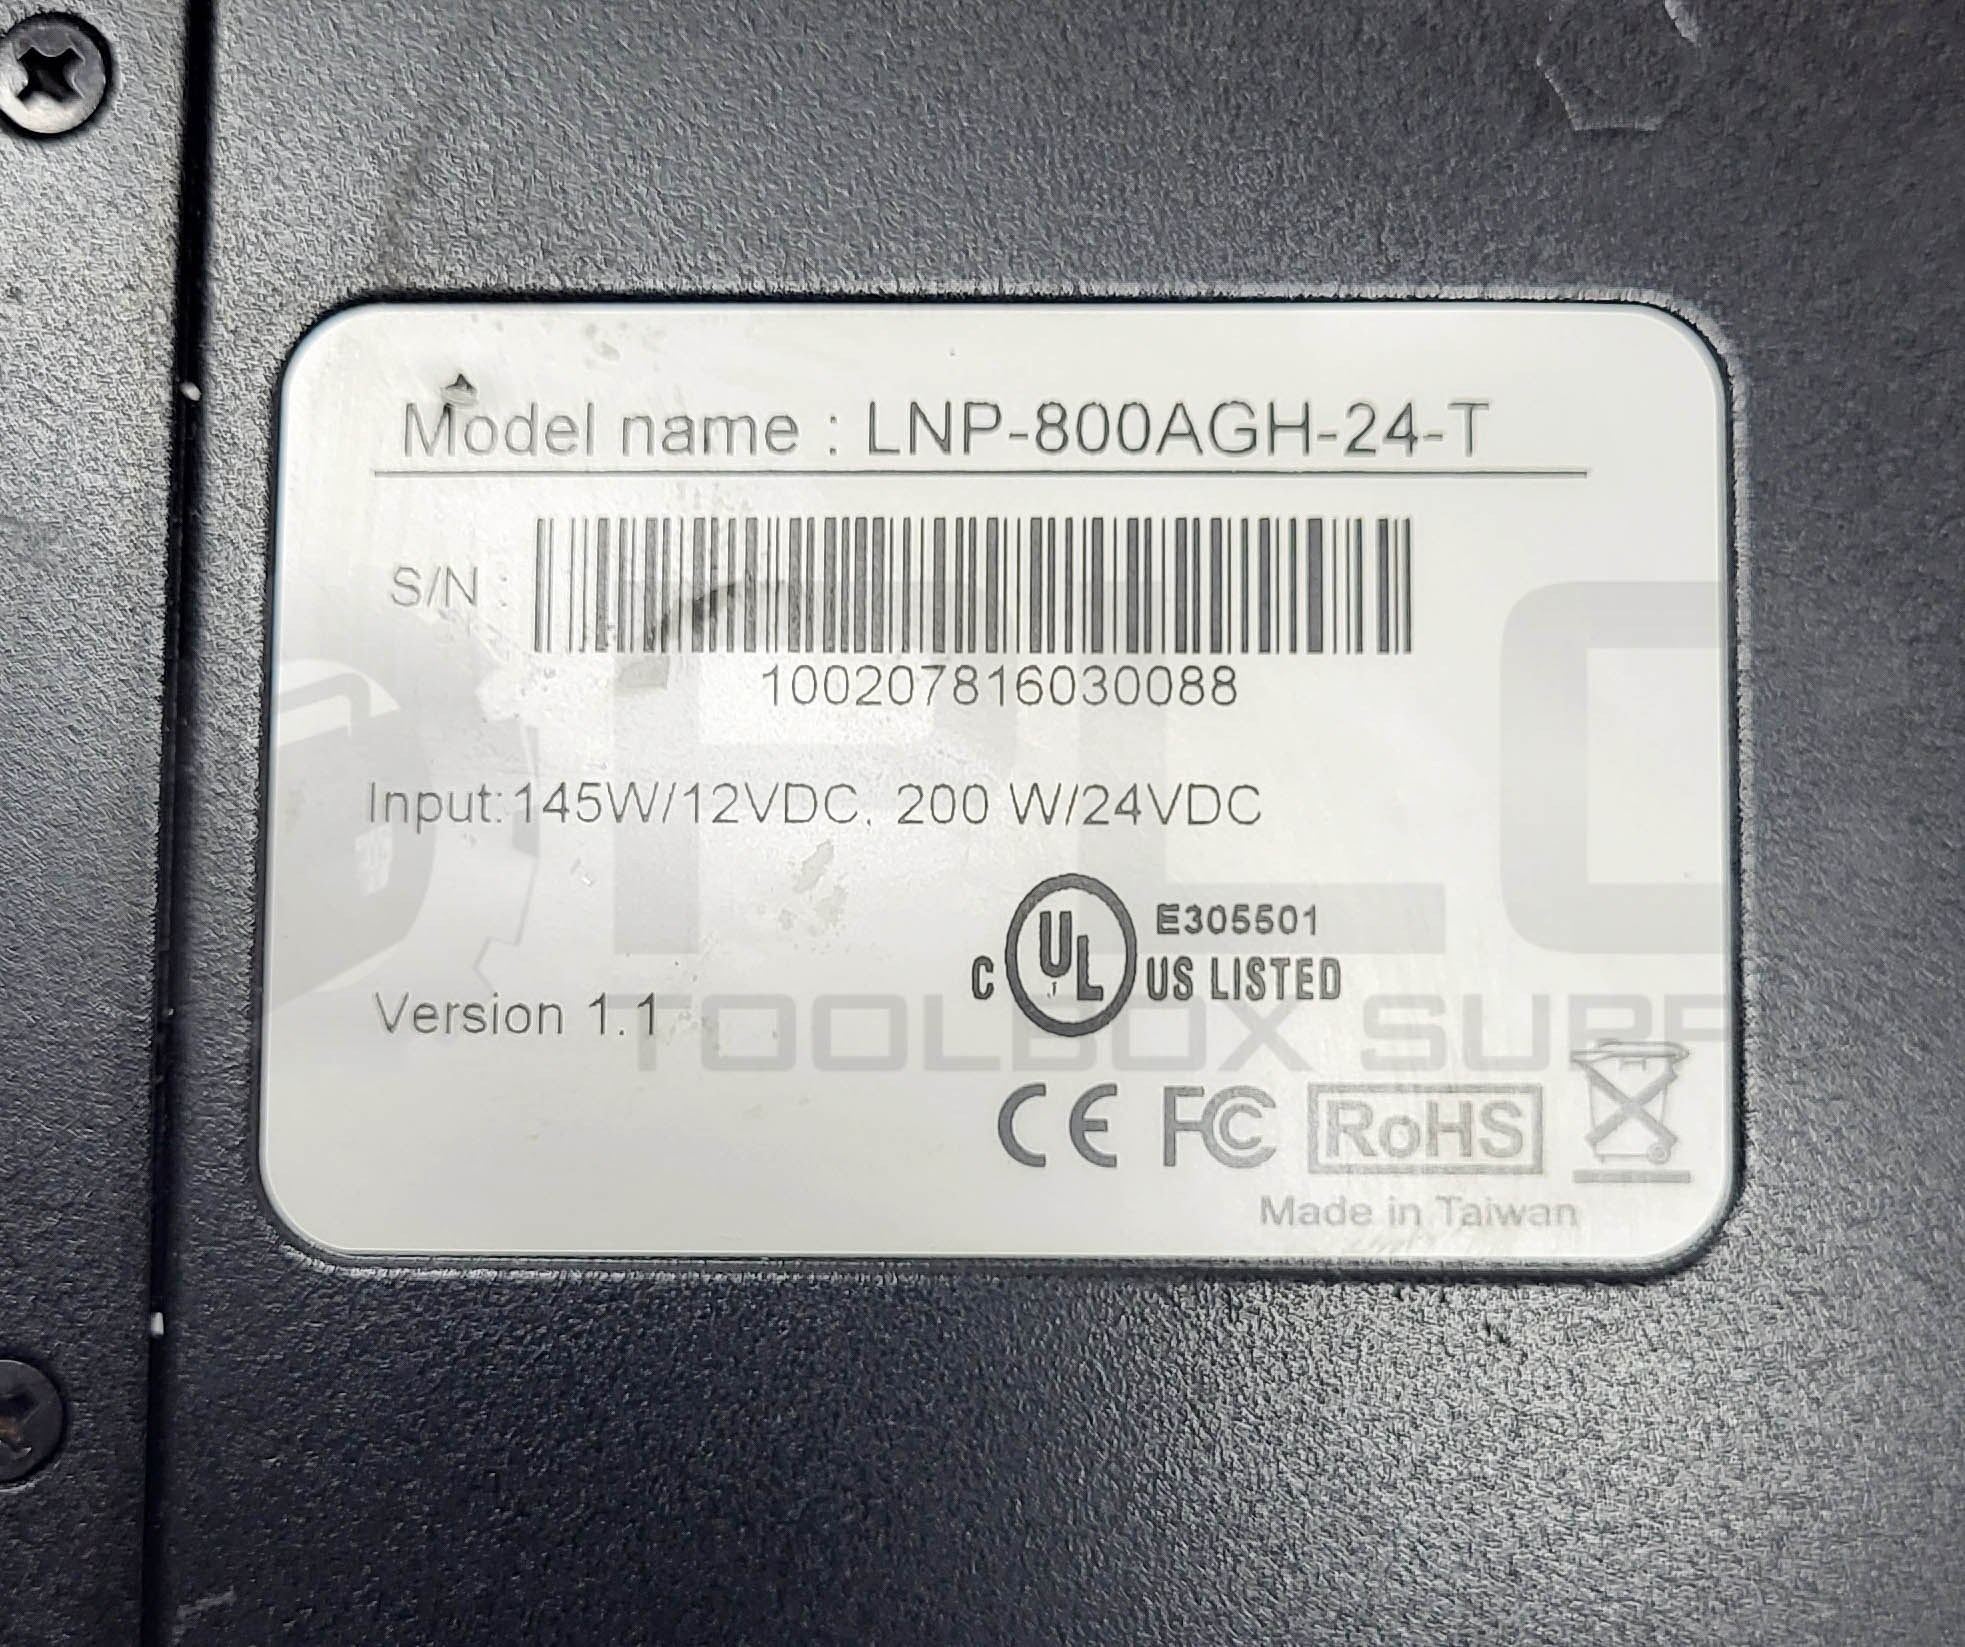 Model name : LNP-800AGH-24-T
S/N :
100207816030088
Input:145W/12VDC, 200 W/24VDC
C UL US LISTED
E305501
Version 1.1
CE FC RoHS
Made in Taiwan
PLC
TOOLBOX SUPP